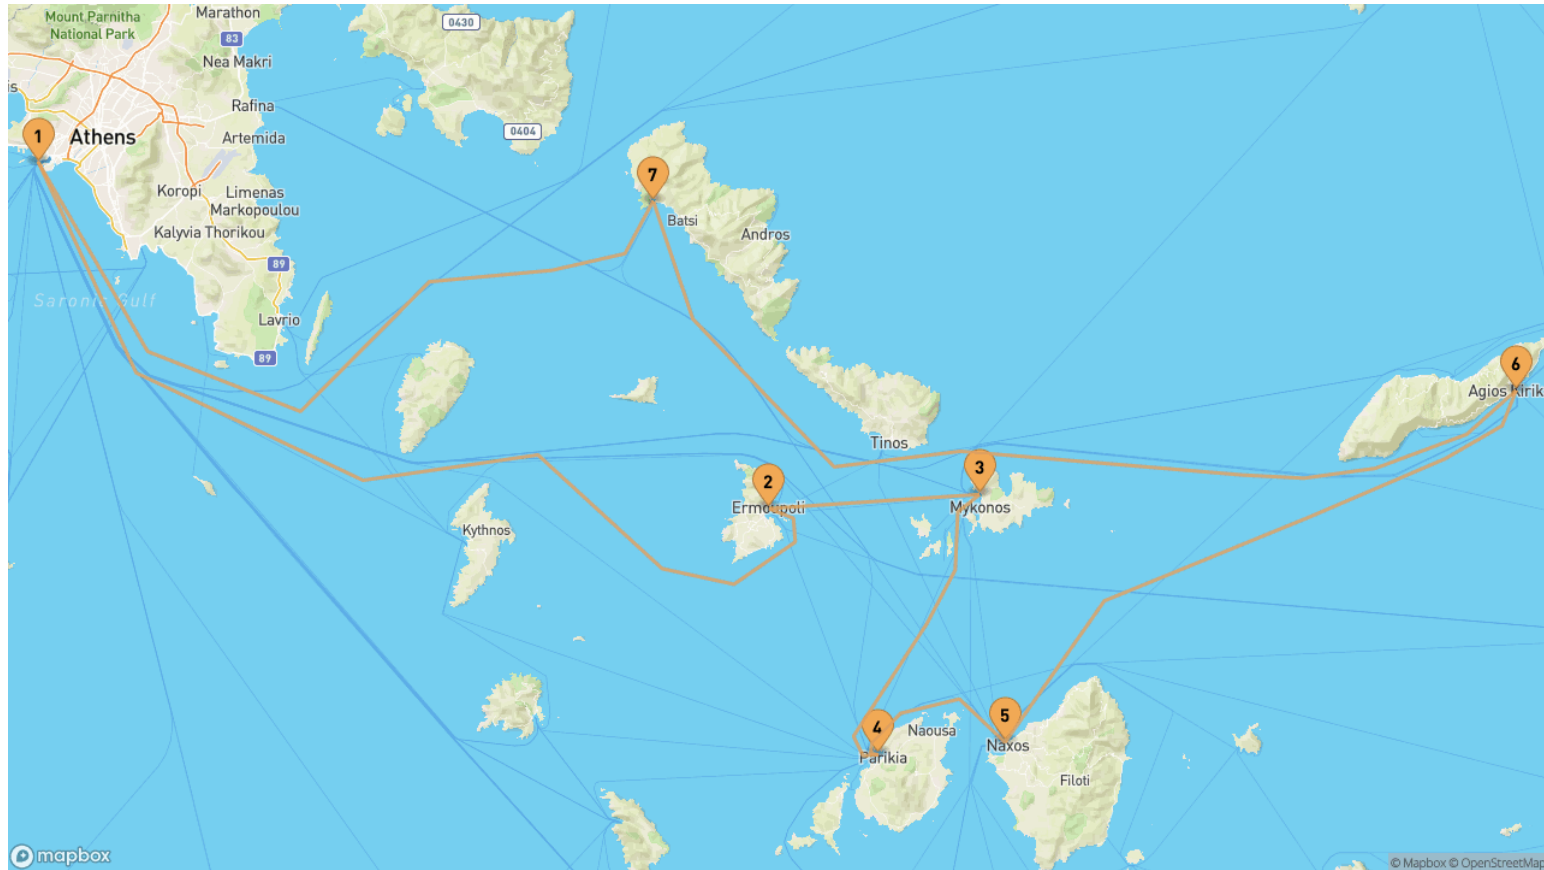 Marathon
0430
Mount Parnitha
National Park
83
Nea Makri
is
Rafina
0404
1
Athens
Artemida
7
Koropi
Limenas
Markopoulou
Batsi
Kalyvia Thorikou
Andros
89
Saronic Gulf
Lavrio
89
6
Agios Kirik
Tinos
3
2
Ermoupoli
Mykonos
Kythnos
5
4
Naousa
Naxos
Parikia
Filoti
mapbox
© Mapbox © OpenStreetMap